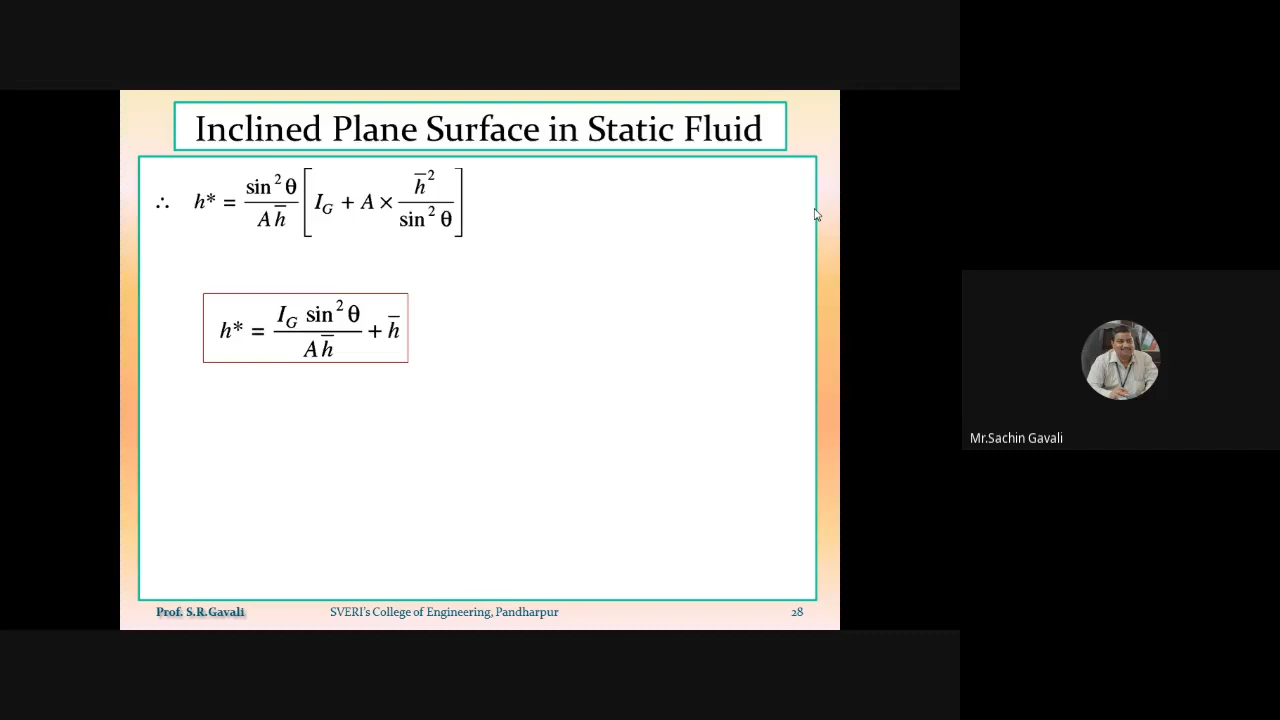 Inclined Plane Surface in Static Fluid
∴ h* = sin²θ / A h̅ [ I_G + A × h̅² / sin²θ ]
h* = I_G sin²θ / A h̅ + h̅
Mr.Sachin Gavali
Prof. S.R.Gavali SVERI's College of Engineering, Pandharpur 28